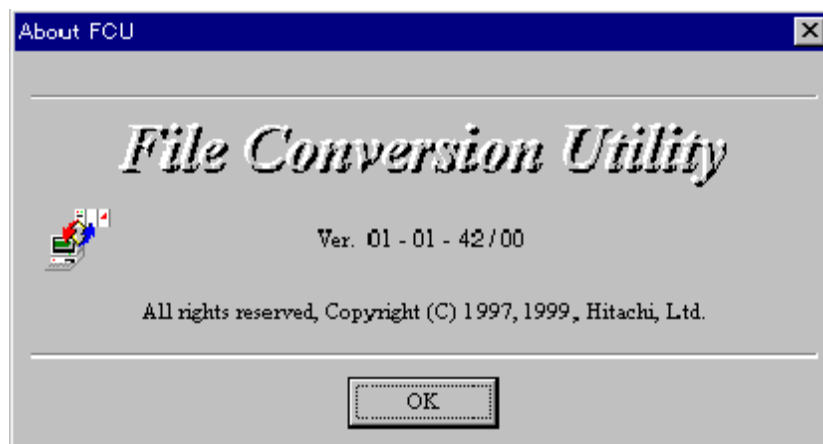 About FCU
File Conversion Utility
Ver. 01 - 01 - 42 / 00
All rights reserved, Copyright (C) 1997, 1999,, Hitachi, Ltd.
OK